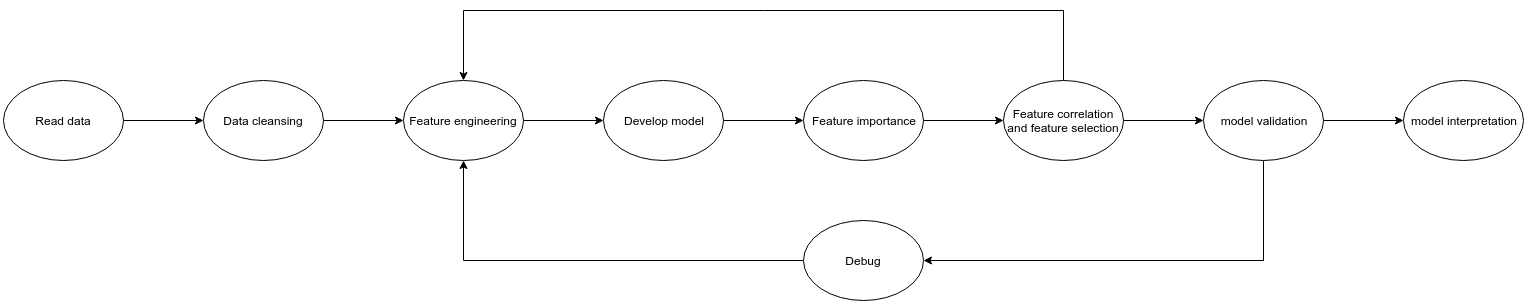 Read data
Data cleansing
Feature engineering
Develop model
Feature importance
Feature correlation
and feature selection
model validation
model interpretation
Debug